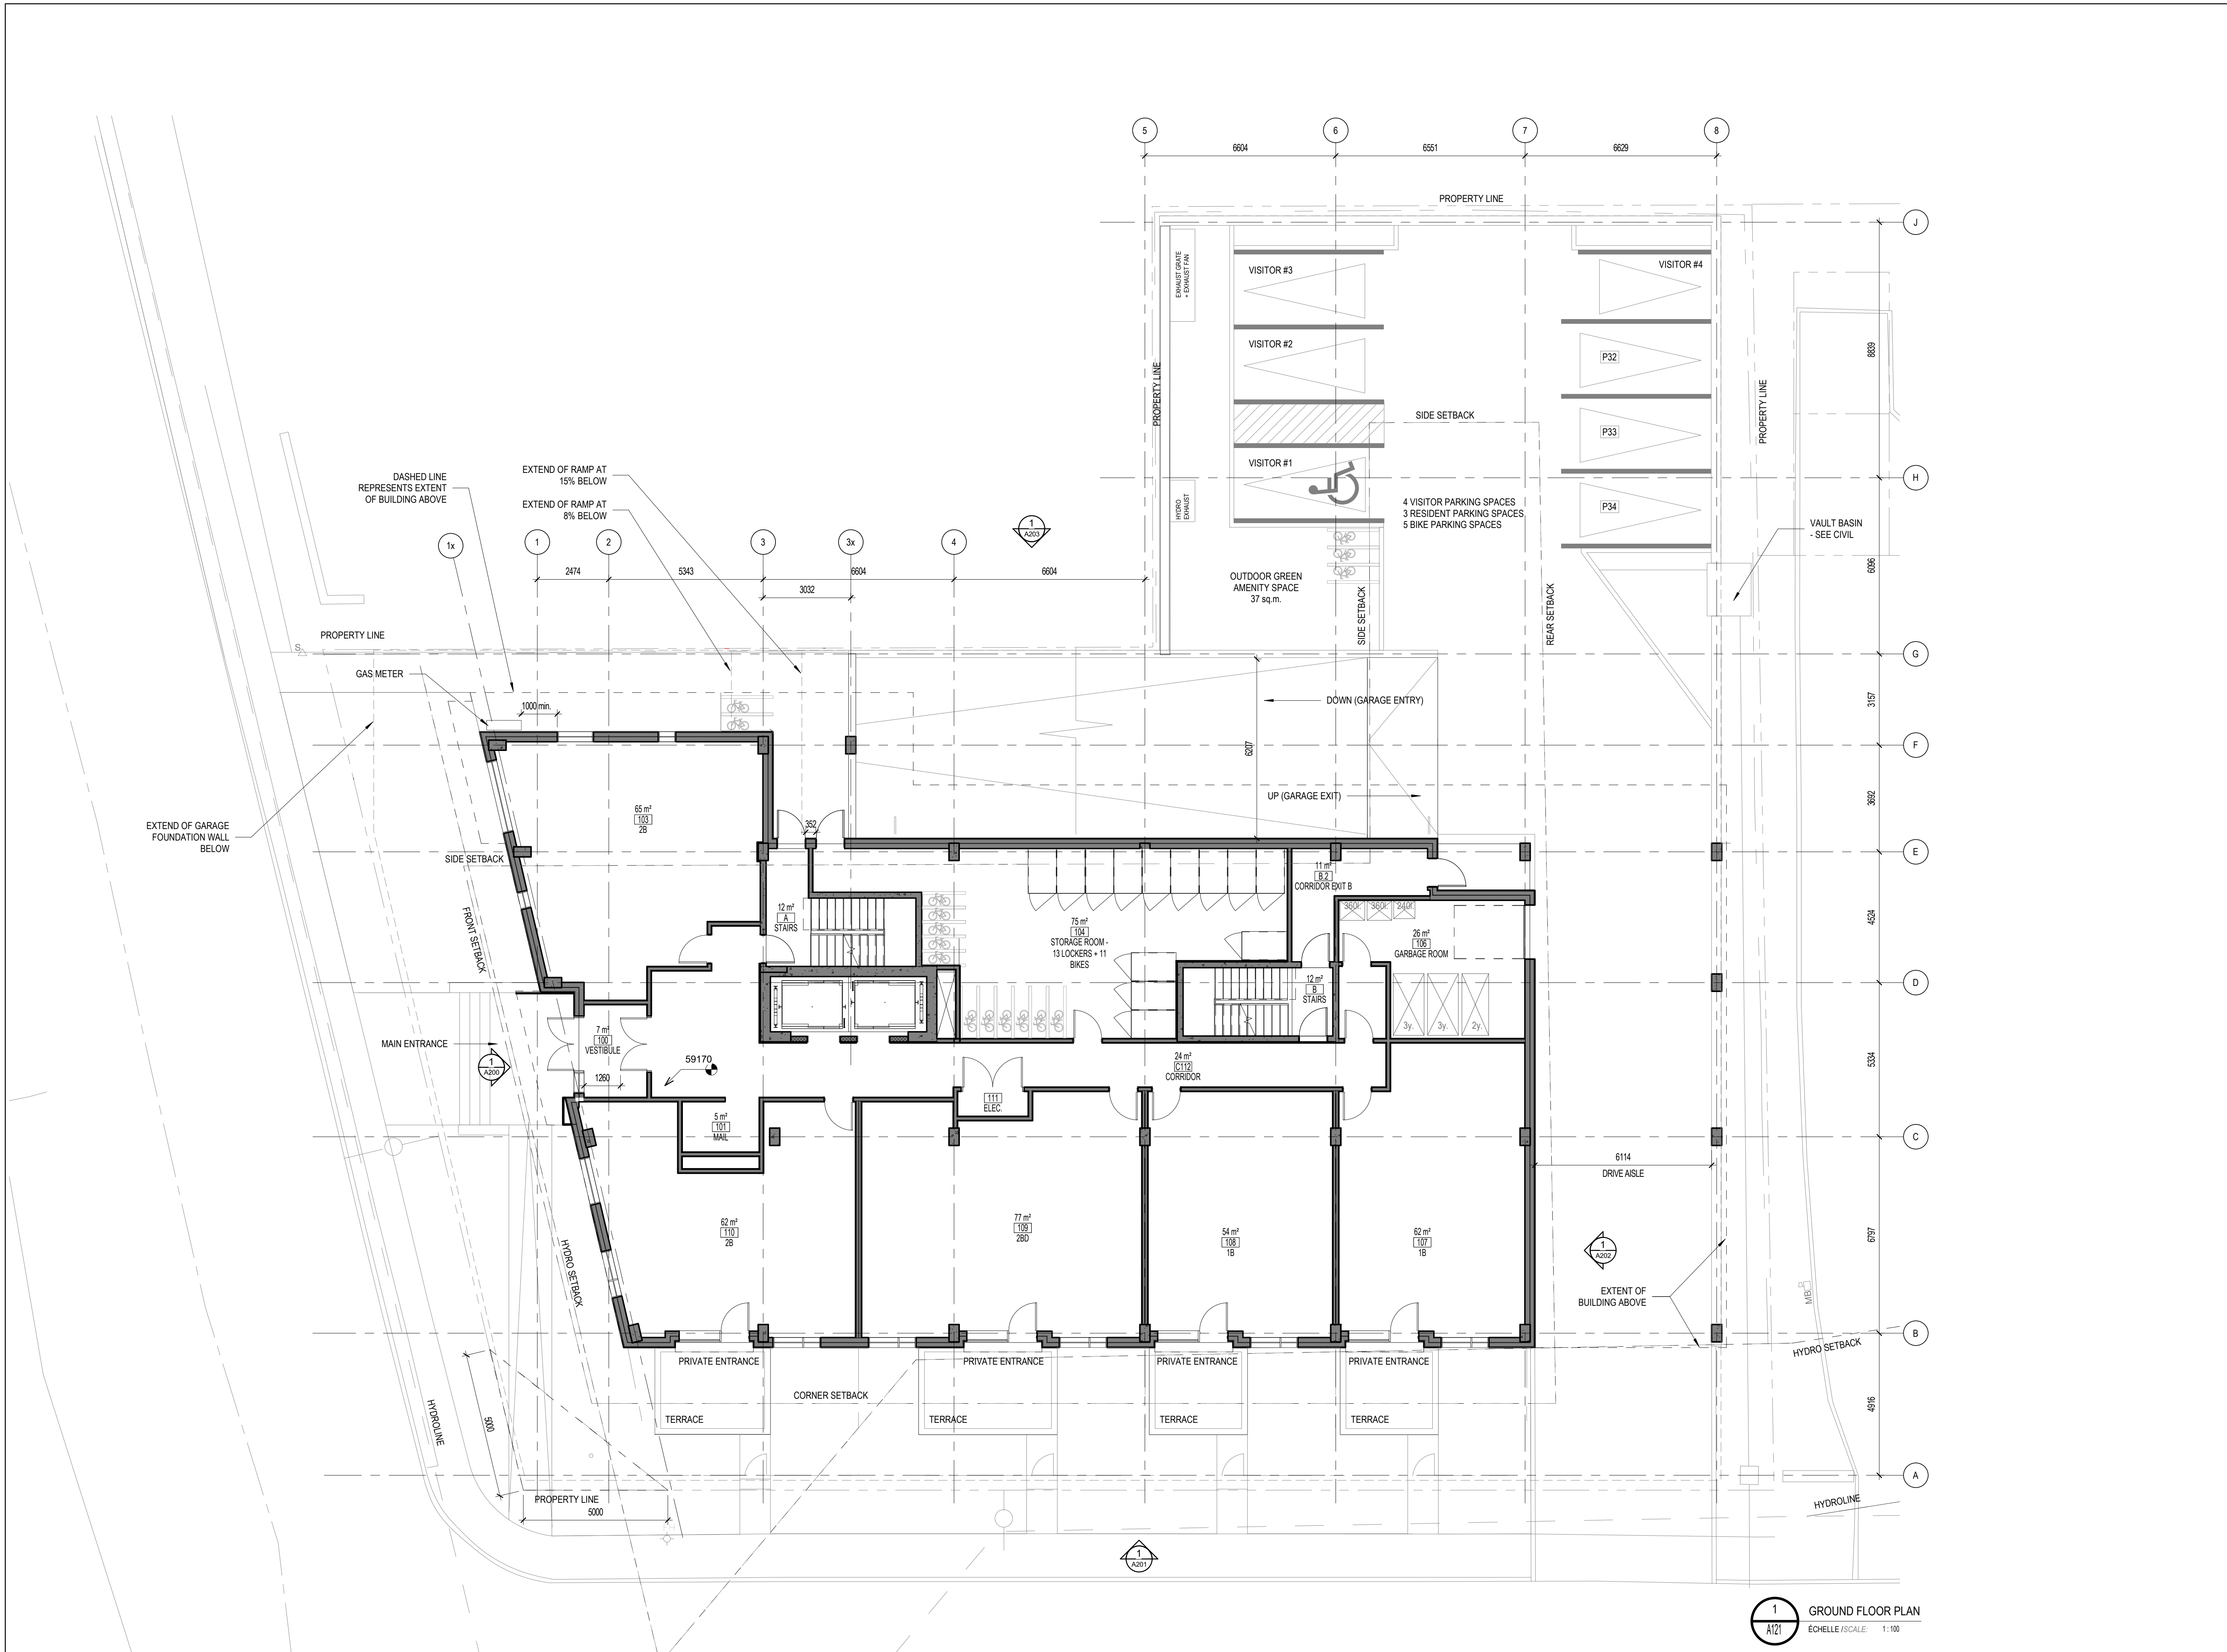 5
6
7
8
6604
6551
6629
PROPERTY LINE
J
EXHAUST GRATE
+ EXHAUST FAN
VISITOR #3
VISITOR #4
VISITOR #2
P32
8839
PROPERTY LINE
PROPERTY LINE
SIDE SETBACK
P33
VISITOR #1
H
HYDRO
EXHAUST
4 VISITOR PARKING SPACES
3 RESIDENT PARKING SPACES
5 BIKE PARKING SPACES
P34
VAULT BASIN
- SEE CIVIL
DASHED LINE
REPRESENTS EXTENT
OF BUILDING ABOVE
EXTEND OF RAMP AT
15% BELOW
EXTEND OF RAMP AT
8% BELOW
1
A203
1x
1
2
3
3x
4
2474
5343
6604
6604
3032
6096
OUTDOOR GREEN
AMENITY SPACE
37 sq.m.
SIDE SETBACK
REAR SETBACK
PROPERTY LINE
S
G
GAS METER
1000 min.
DOWN (GARAGE ENTRY)
3157
6207
F
UP (GARAGE EXIT)
3692
65 m²
103
2B
352
EXTEND OF GARAGE
FOUNDATION WALL
BELOW
SIDE SETBACK
E
11 m²
B.2
CORRIDOR EXIT B
FRONT SETBACK
12 m²
A
STAIRS
75 m²
104
STORAGE ROOM -
13 LOCKERS + 11
BIKES
360l.
360l.
240l.
26 m²
106
GARBAGE ROOM
4524
12 m²
B
STAIRS
D
3y.
3y.
2y.
7 m²
100
VESTIBULE
MAIN ENTRANCE
1
A200
59170
24 m²
C112
CORRIDOR
5334
1260
111
ELEC.
5 m²
101
MAIL
C
6114
DRIVE AISLE
62 m²
110
2B
77 m²
109
2BD
54 m²
108
1B
62 m²
107
1B
6797
1
A202
HYDRO SETBACK
EXTENT OF
BUILDING ABOVE
MBC
B
HYDRO SETBACK
PRIVATE ENTRANCE
PRIVATE ENTRANCE
PRIVATE ENTRANCE
PRIVATE ENTRANCE
CORNER SETBACK
4916
TERRACE
TERRACE
TERRACE
TERRACE
HYDROLINE
5000
A
PROPERTY LINE
5000
HYDROLINE
1
A201
1
A121
GROUND FLOOR PLAN
ÉCHELLE /SCALE: 1 : 100